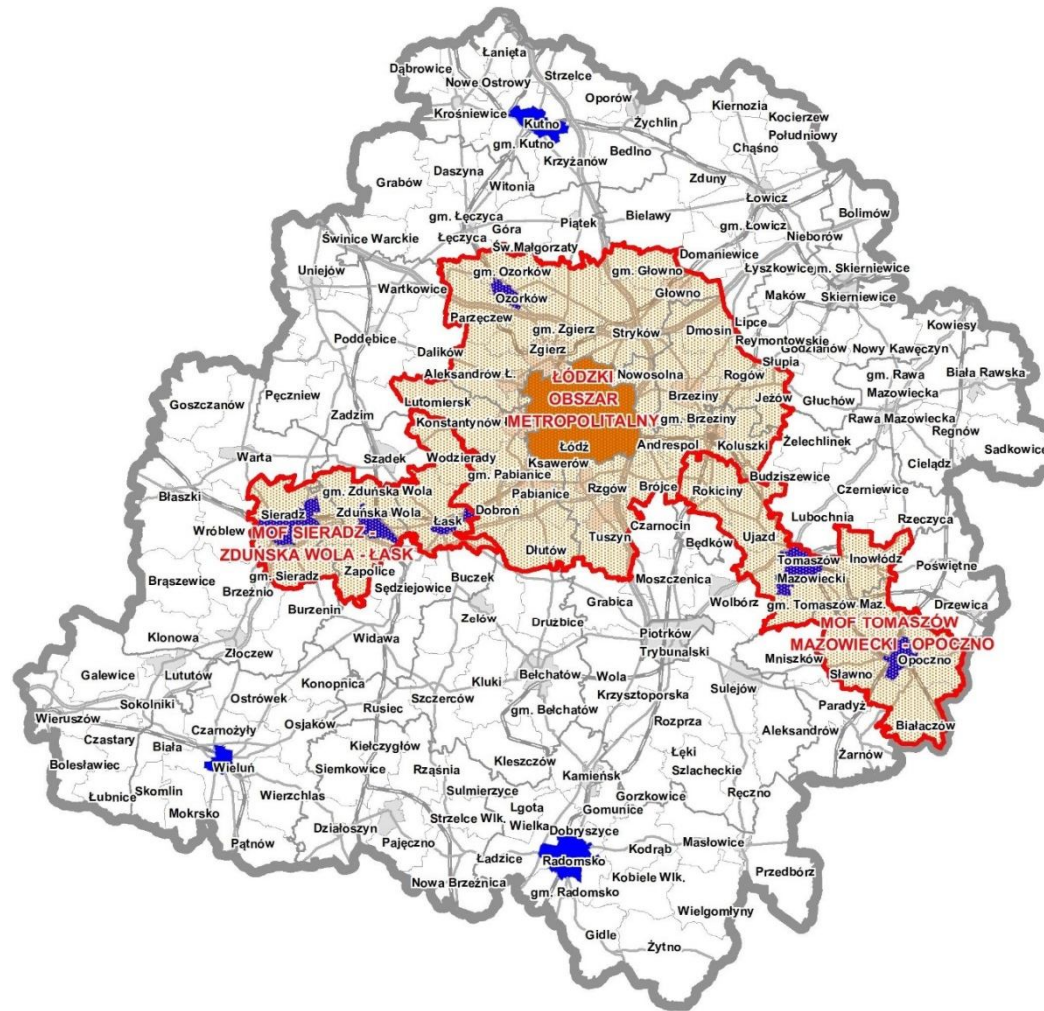 Łanięta
Dąbrowice
Nowe Ostrowy
Strzelce
Oporów
Krośniewice
Kutno
Żychlin
Kiernozia
Kocierzew
Południowy
Chąśno
gm. Kutno
Bedlno
Krzyżanów
Daszyna
Zduny
Grabów
Witonia
Łowicz
gm. Łęczyca
Piątek
Bielawy
Bolimów
gm. Łowicz
Świnice Warckie
Łęczyca
Góra
Św.Małgorzaty
Nieborów
Domaniewice
Uniejów
gm. Ozorków
gm. Głowno
Łyszkowice
m. Skierniewice
Wartkowice
Ozorków
Głowno
Maków
Skierniewice
Parzęczew
gm. Zgierz
Stryków
Dmosin
Lipce
Reymontowskie
Kowiesy
Poddębice
Zgierz
Godzianów
Nowy Kawęczyn
Dalików
Słupia
Aleksandrów Ł.
ŁÓDZKI
OBSZAR
METROPOLITALNY
Nowosolna
Rogów
gm. Rawa
Mazowiecka
Biała Rawska
Pęczniew
Lutomiersk
Brzeziny
Jeżów
Głuchów
Goszczanów
Zadzim
Konstantynów
gm. Brzeziny
Rawa Mazowiecka
Regnów
Łódź
Andrespol
Koluszki
Żelechlinek
Sadkowice
Warta
Szadek
Wodzierady
Ksawerów
Cielądz
gm. Pabianice
Budziszewice
Błaszki
gm. Zduńska Wola
Pabianice
Rzgów
Brójce
Rokiciny
Czerniewice
Sieradz
Zduńska Wola
Łask
Dobroń
Wróblew
MOF SIERADZ -
ZDUŃSKA WOLA - ŁASK
Czarnocin
Lubochnia
Rzeczyca
Tuszyn
Ujazd
Będków
Dłutów
Tomaszów
Mazowiecki
Inowłódz
Poświętne
gm. Sieradz
Zapolice
Buczek
Moszczenica
Brąszewice
Brzeźnio
Sędziejowice
Wolbórz
gm. Tomaszów Maz.
Drzewica
Burzenin
Zelów
Drużbice
Grabica
MOF TOMASZÓW
MAZOWIECKI - OPOCZNO
Klonowa
Widawa
Piotrków
Trybunalski
Złoczew
Mniszków
Opoczno
Galewice
Lututów
Konopnica
Kluki
Bełchatów
Wola
Krzysztoporska
Sławno
Sokolniki
Ostrówek
Szczerców
Sulejów
Wieruszów
Rusiec
gm. Bełchatów
Paradyż
Czarnożyły
Osjaków
Rozprza
Białaczów
Czastary
Biała
Kiełczygłów
Aleksandrów
Bolesławiec
Wieluń
Siemkowice
Rząśnia
Kleszczów
Łęki
Szlacheckie
Żarnów
Skomlin
Wierzchlas
Sulmierzyce
Kamieńsk
Łubnice
Gorzkowice
Ręczno
Mokrsko
Strzelce Wlk.
Lgota
Wielka
Gomunice
Działoszyn
Dobryszyce
Pątnów
Pajęczno
Kodrąb
Masłowice
Ładzice
Radomsko
Przedbórz
Nowa Brzeźnica
gm. Radomsko
Kobiele Wlk.
Wielgomłyny
Gidle
Żytno